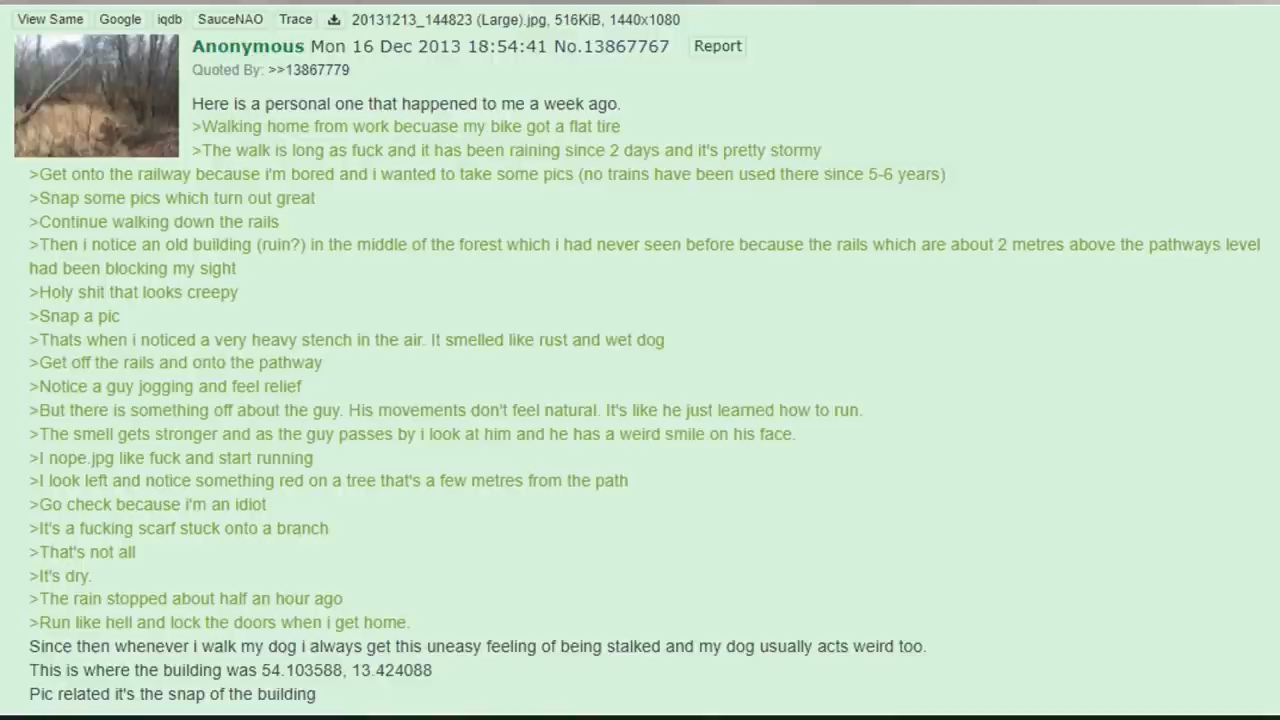 View Same Google iqdb SauceNAO Trace 20131213_144823 (Large).jpg, 516KiB, 1440x1080
Anonymous Mon 16 Dec 2013 18:54:41 No.13867767 Report
Quoted By: >>13867779
Here is a personal one that happened to me a week ago.
>Walking home from work becuase my bike got a flat tire
>The walk is long as fuck and it has been raining since 2 days and it's pretty stormy
>Get onto the railway because i'm bored and i wanted to take some pics (no trains have been used there since 5-6 years)
>Snap some pics which turn out great
>Continue walking down the rails
>Then i notice an old building (ruin?) in the middle of the forest which i had never seen before because the rails which are about 2 metres above the pathways level
had been blocking my sight
>Holy shit that looks creepy
>Snap a pic
>Thats when i noticed a very heavy stench in the air. It smelled like rust and wet dog
>Get off the rails and onto the pathway
>Notice a guy jogging and feel relief
>But there is something off about the guy. His movements don't feel natural. It's like he just learned how to run.
>The smell gets stronger and as the guy passes by i look at him and he has a weird smile on his face.
>I nope.jpg like fuck and start running
>I look left and notice something red on a tree that's a few metres from the path
>Go check because i'm an idiot
>It's a fucking scarf stuck onto a branch
>That's not all
>It's dry.
>The rain stopped about half an hour ago
>Run like hell and lock the doors when i get home.
Since then whenever i walk my dog i always get this uneasy feeling of being stalked and my dog usually acts weird too.
This is where the building was 54.103588, 13.424088
Pic related it's the snap of the building